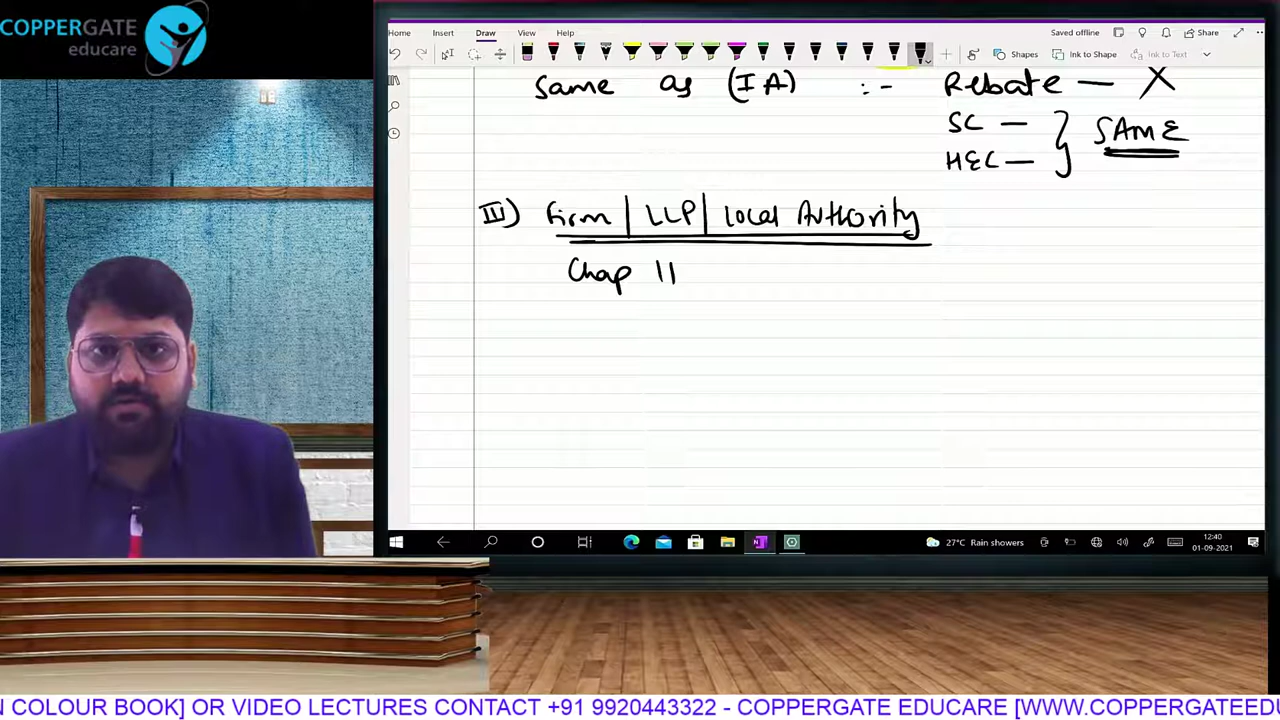 COPPERGATE
educare
Home Insert Draw View Help
Saved offline
Share
Shapes
Ink to Shape
Ink to Text
Same as (IA) :- Rebate — X
SC —
HEC — } SAME
III) Firm | LLP | Local Authority
Chap 11
27°C Rain showers
12:40
01-09-2021
N COLOUR BOOK] OR VIDEO LECTURES CONTACT +91 9920443322 - COPPERGATE EDUCARE [WWW.COPPERGATEEDU